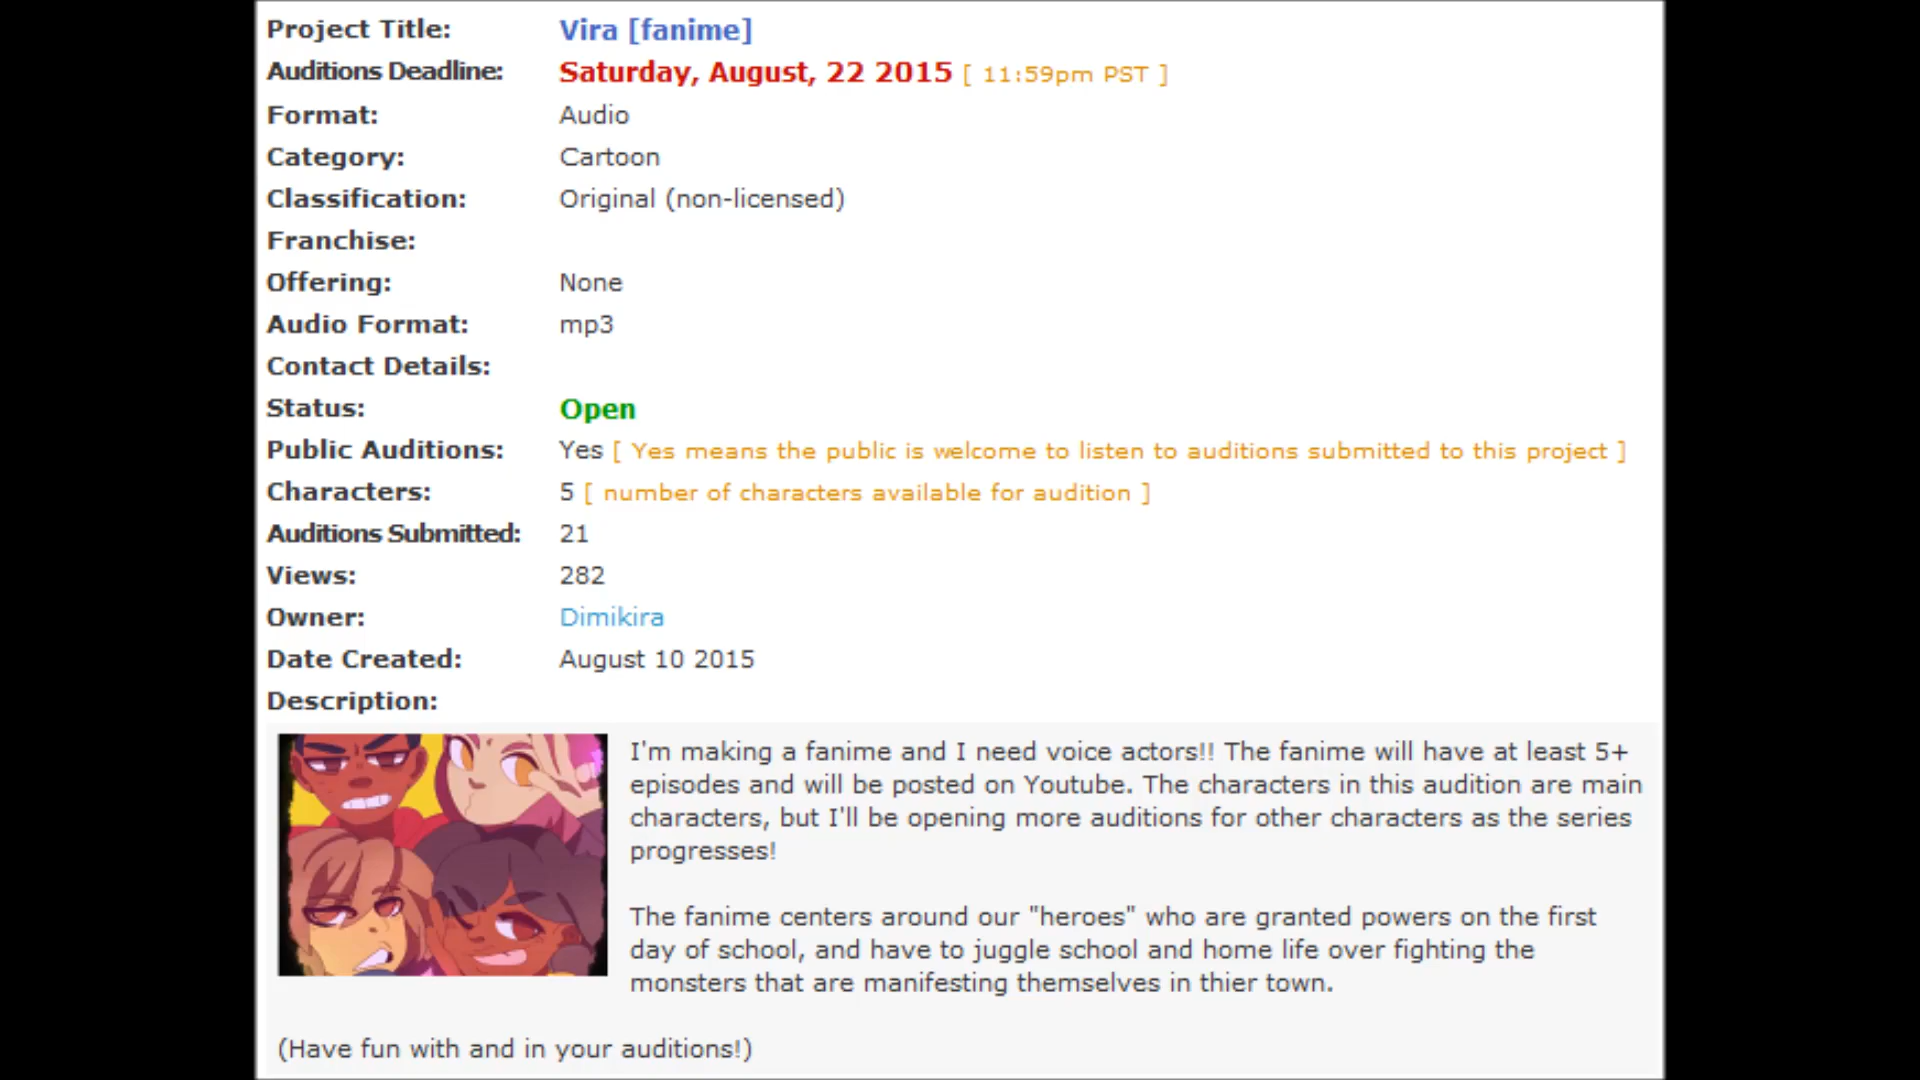 Project Title: Vira [fanime]
Auditions Deadline: Saturday, August, 22 2015 [ 11:59pm PST ]
Format: Audio
Category: Cartoon
Classification: Original (non-licensed)
Franchise:
Offering: None
Audio Format: mp3
Contact Details:
Status: Open
Public Auditions: Yes [ Yes means the public is welcome to listen to auditions submitted to this project ]
Characters: 5 [ number of characters available for audition ]
Auditions Submitted: 21
Views: 282
Owner: Dimikira
Date Created: August 10 2015
Description:
I'm making a fanime and I need voice actors!! The fanime will have at least 5+
episodes and will be posted on Youtube. The characters in this audition are main
characters, but I'll be opening more auditions for other characters as the series
progresses!
The fanime centers around our "heroes" who are granted powers on the first
day of school, and have to juggle school and home life over fighting the
monsters that are manifesting themselves in thier town.
(Have fun with and in your auditions!)